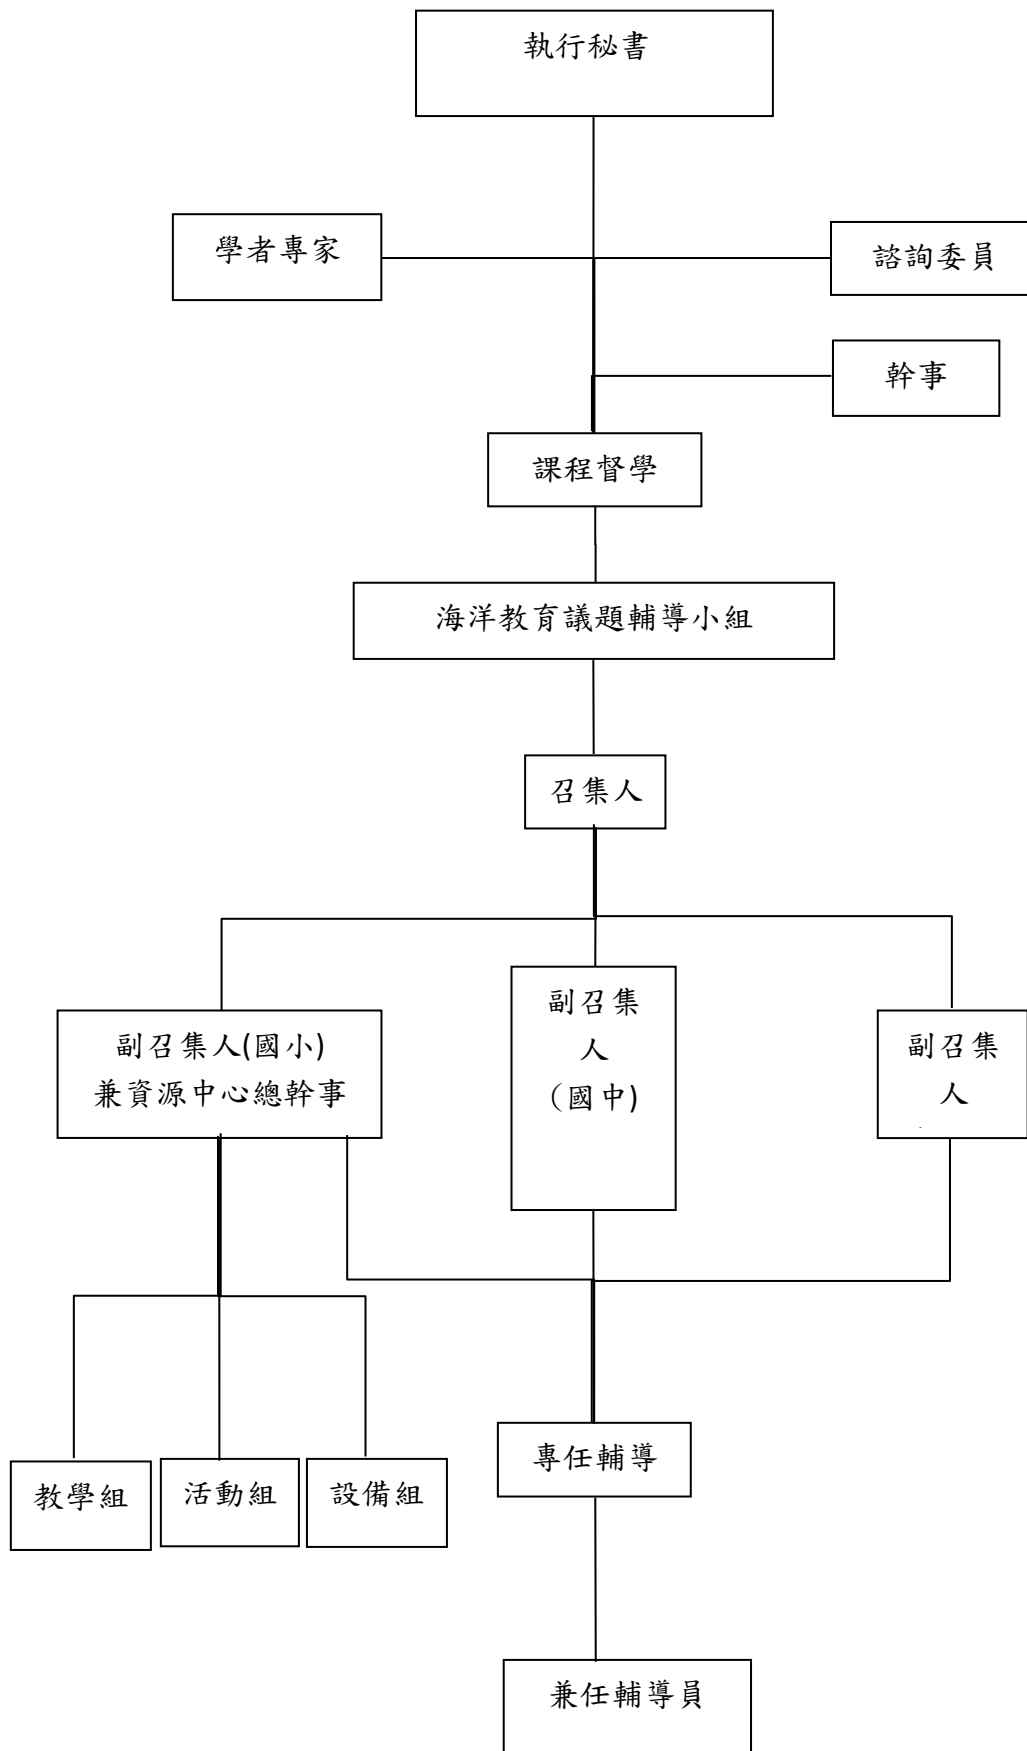 執行秘書
學者專家
諮詢委員
幹事
課程督學
海洋教育議題輔導小組
召集人
副召集人(國小)
兼資源中心總幹事
副召集
人
（國中)
副召集
人
教學組
活動組
設備組
專任輔導
兼任輔導員